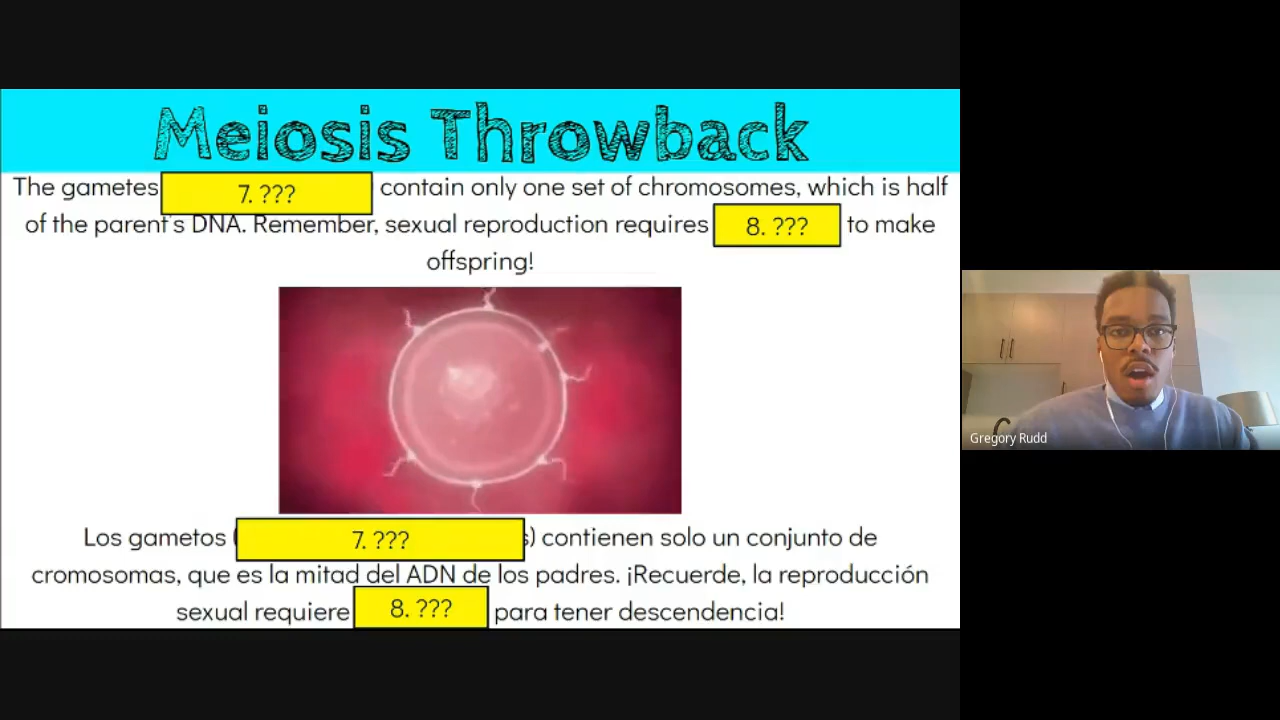 Meiosis Throwback
The gametes 7. ??? contain only one set of chromosomes, which is half
of the parent's DNA. Remember, sexual reproduction requires 8. ??? to make
offspring!
Los gametos ( 7. ??? s) contienen solo un conjunto de
cromosomas, que es la mitad del ADN de los padres. ¡Recuerde, la reproducción
sexual requiere 8. ??? para tener descendencia!
Gregory Rudd